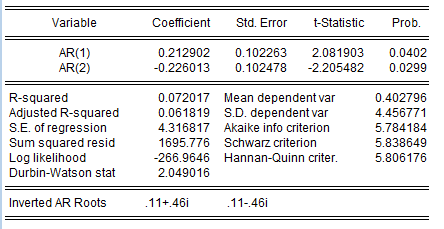 Variable Coefficient Std. Error t-Statistic Prob.
AR(1) 0.212902 0.102263 2.081903 0.0402
AR(2) -0.226013 0.102478 -2.205482 0.0299
R-squared 0.072017 Mean dependent var 0.402796
Adjusted R-squared 0.061819 S.D. dependent var 4.456771
S.E. of regression 4.316817 Akaike info criterion 5.784184
Sum squared resid 1695.776 Schwarz criterion 5.838649
Log likelihood -266.9646 Hannan-Quinn criter. 5.806176
Durbin-Watson stat 2.049016
Inverted AR Roots .11+.46i .11-.46i